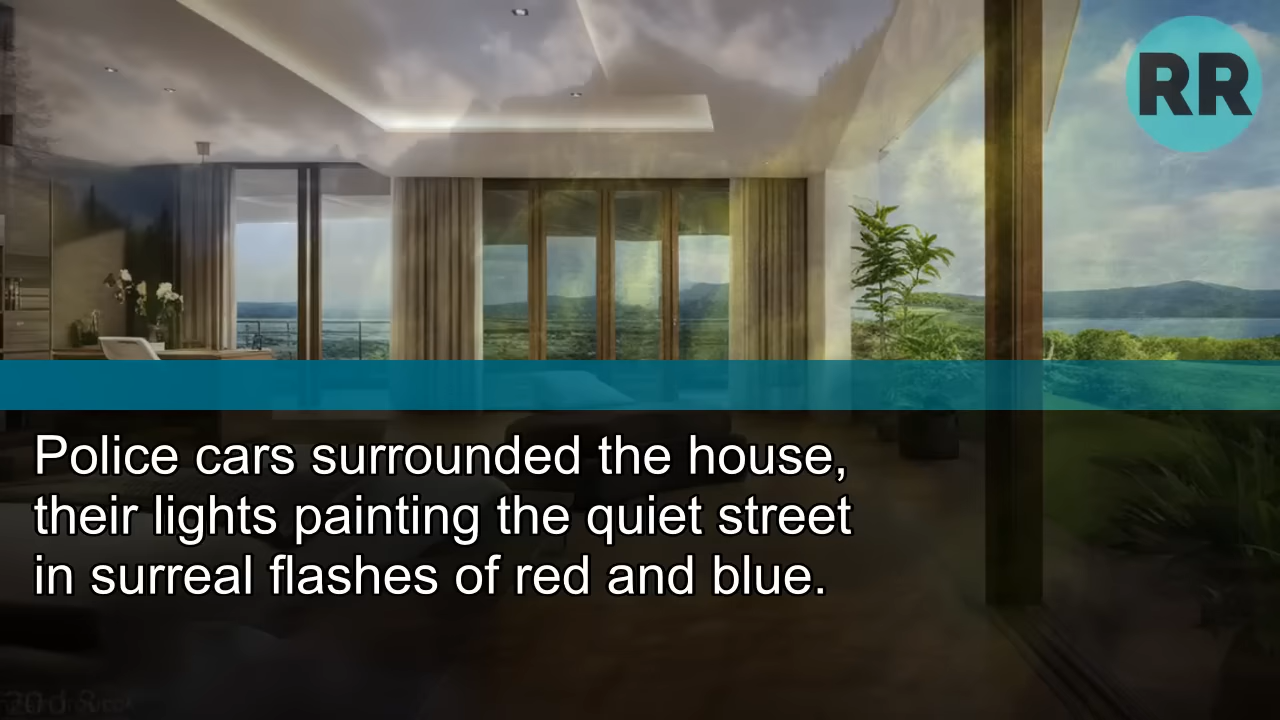 RR
Police cars surrounded the house,
their lights painting the quiet street
in surreal flashes of red and blue.